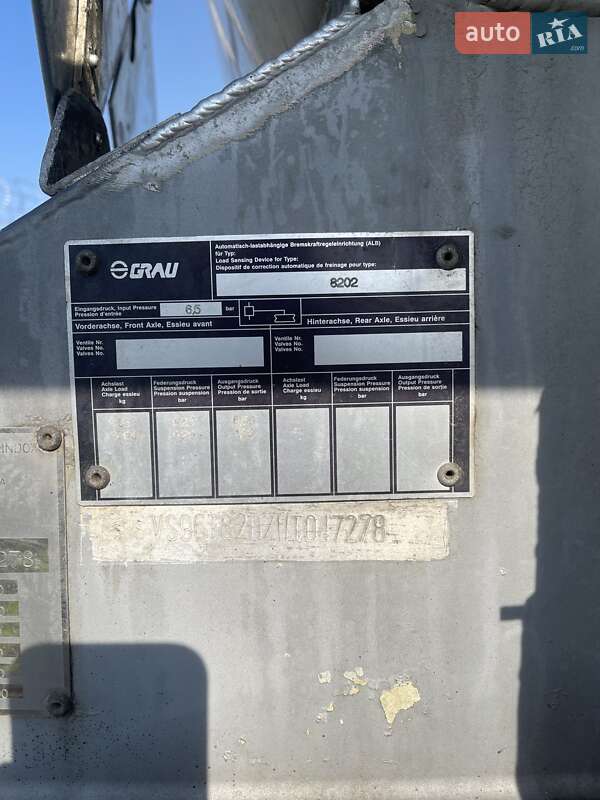 auto RIA.com
GRAU
Automatisch-lastabhängige Bremskraftregeleinrichtung (ALB)
für Typ:
Load Sensing Device for Type:
Dispositif de correction automatique de freinage pour type:
8202
Eingangsdruck, Input Pressure
Pression d'entrée
6,5 bar
Vorderachse, Front Axle, Essieu avant
Hinterachse, Rear Axle, Essieu arrière
Ventile Nr.
Valves No.
Valves No.
Ventile Nr.
Valves No.
Valves No.
Achslast
Axle Load
Charge essieu
kg
Federungsdruck
Suspension Pressure
Pression suspension
bar
Ausgangsdruck
Output Pressure
Pression de sortie
bar
Achslast
Axle Load
Charge essieu
kg
Federungsdruck
Suspension Pressure
Pression suspension
bar
Ausgangsdruck
Output Pressure
Pression de sortie
bar
278